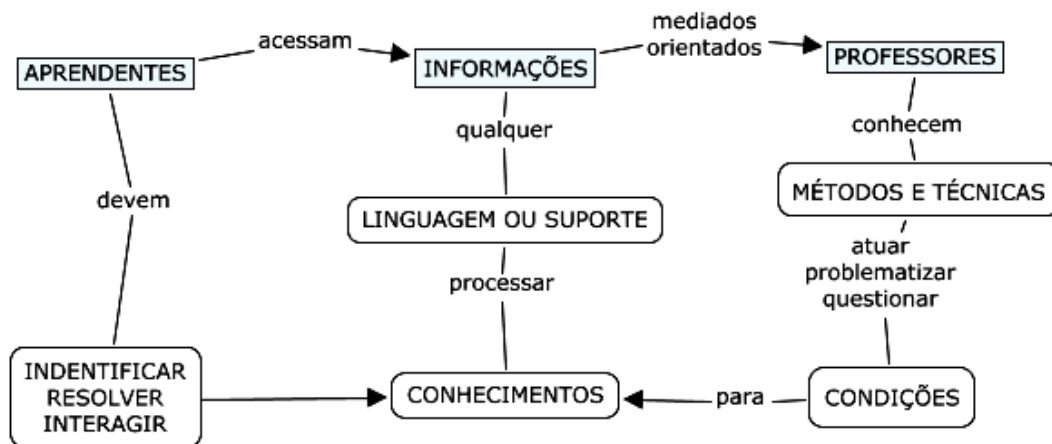 APRENDENTES
acessam
INFORMAÇÕES
mediados
orientados
PROFESSORES
devem
qualquer
conhecem
LINGUAGEM OU SUPORTE
MÉTODOS E TÉCNICAS
processar
atuar
problematizar
questionar
INDENTIFICAR
RESOLVER
INTERAGIR
CONHECIMENTOS
para
CONDIÇÕES